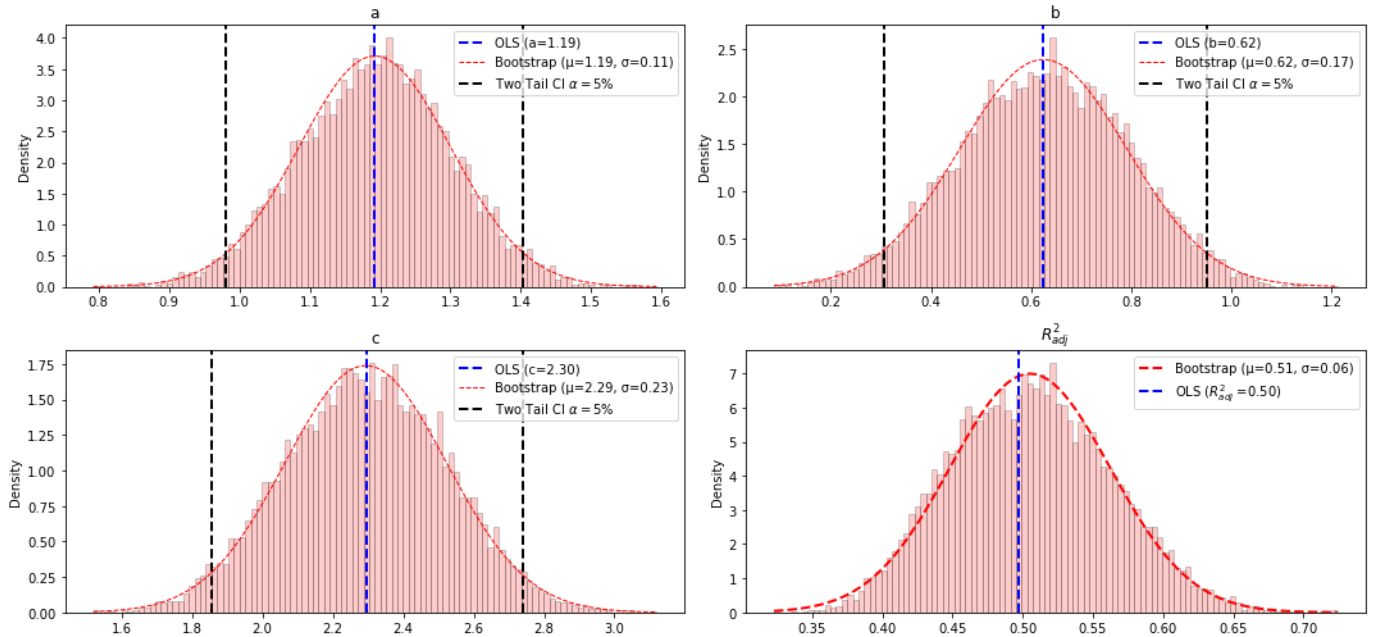 a
OLS (a=1.19)
Bootstrap (μ=1.19, σ=0.11)
Two Tail CI α = 5%
Density
4.0
3.5
3.0
2.5
2.0
1.5
1.0
0.5
0.0
0.8 0.9 1.0 1.1 1.2 1.3 1.4 1.5 1.6
b
OLS (b=0.62)
Bootstrap (μ=0.62, σ=0.17)
Two Tail CI α = 5%
Density
2.5
2.0
1.5
1.0
0.5
0.0
0.2 0.4 0.6 0.8 1.0 1.2
c
OLS (c=2.30)
Bootstrap (μ=2.29, σ=0.23)
Two Tail CI α = 5%
Density
1.75
1.50
1.25
1.00
0.75
0.50
0.25
0.00
1.6 1.8 2.0 2.2 2.4 2.6 2.8 3.0
R²adj
Bootstrap (μ=0.51, σ=0.06)
OLS (R²adj =0.50)
Density
7
6
5
4
3
2
1
0
0.35 0.40 0.45 0.50 0.55 0.60 0.65 0.70